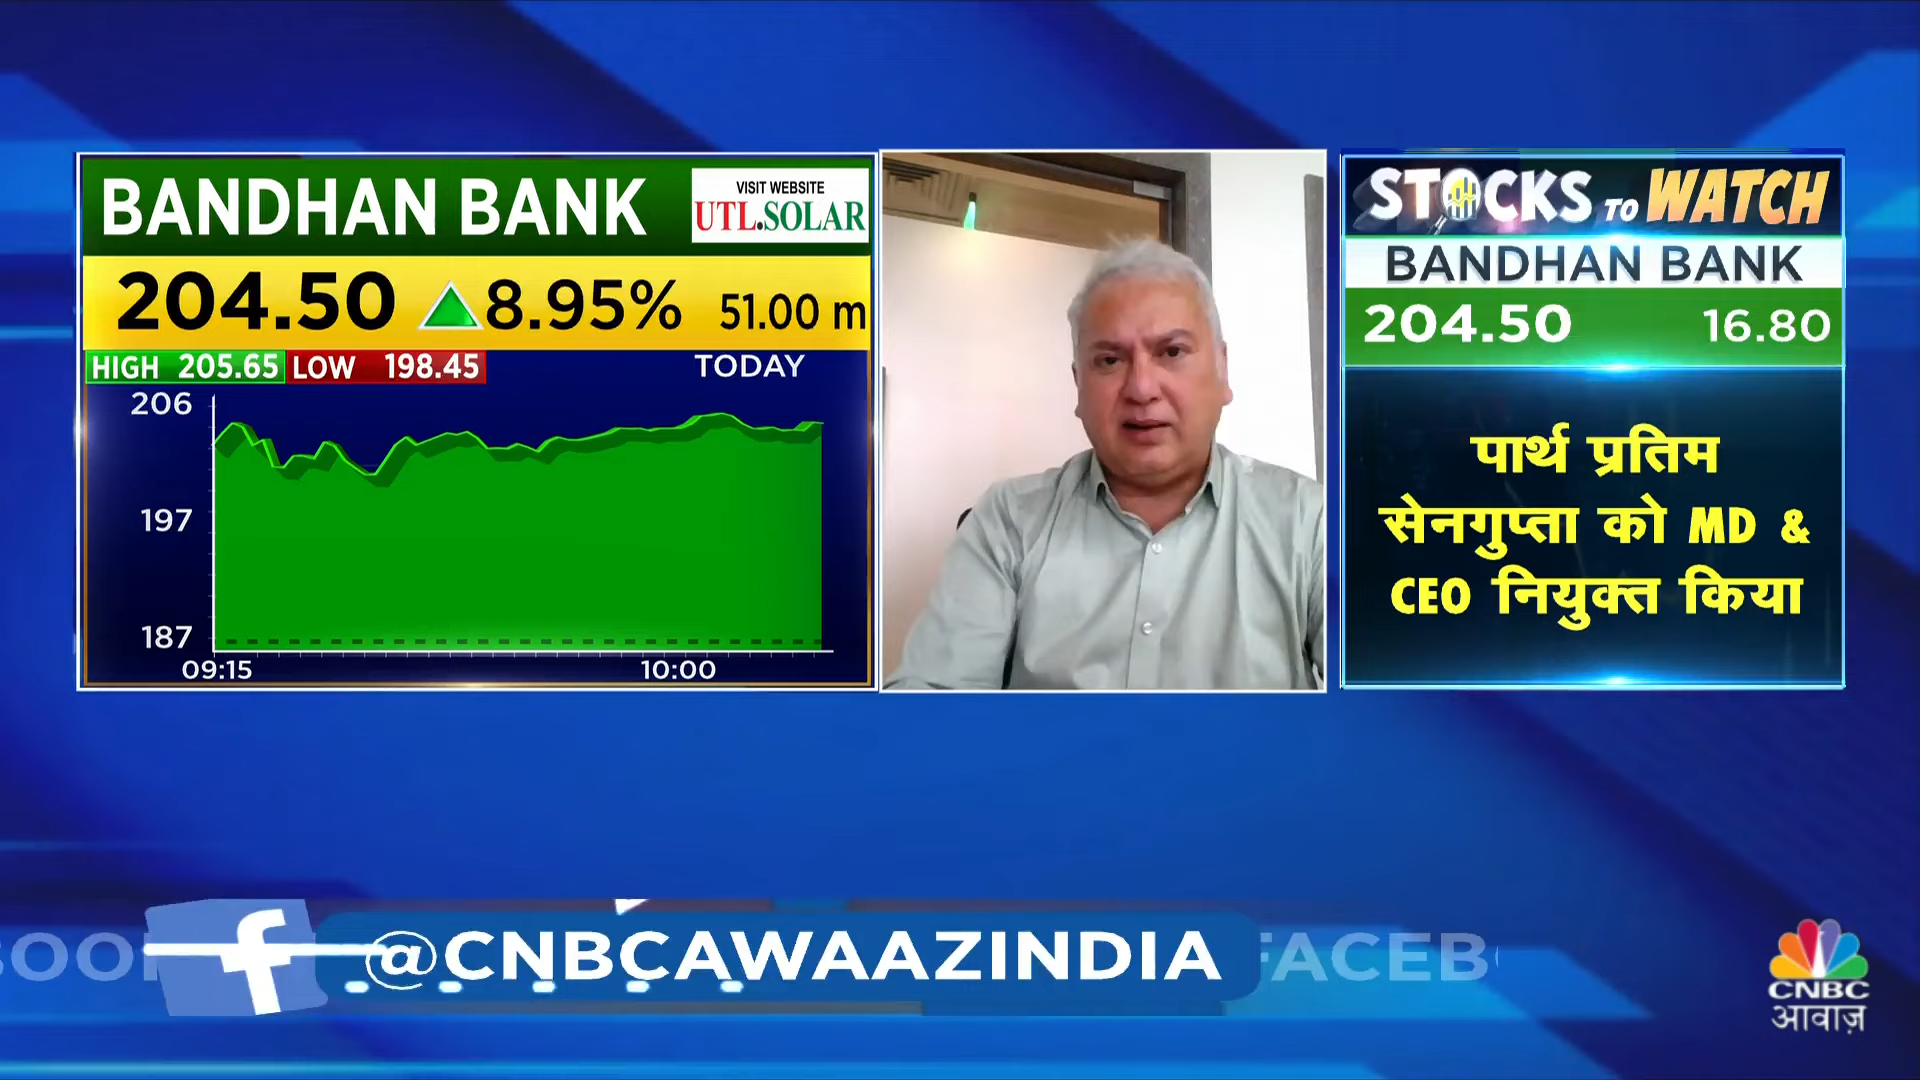 BANDHAN BANK
VISIT WEBSITE
UTL.SOLAR
204.50 8.95% 51.00 m
HIGH 205.65 LOW 198.45 TODAY
206
197
187
09:15 10:00
STOCKS TO WATCH
BANDHAN BANK
204.50 16.80
पार्थ प्रतिम
सेनगुप्ता को MD &
CEO नियुक्त किया
f @CNBCAWAAZINDIA
FACEB
CNBC
आवाज़